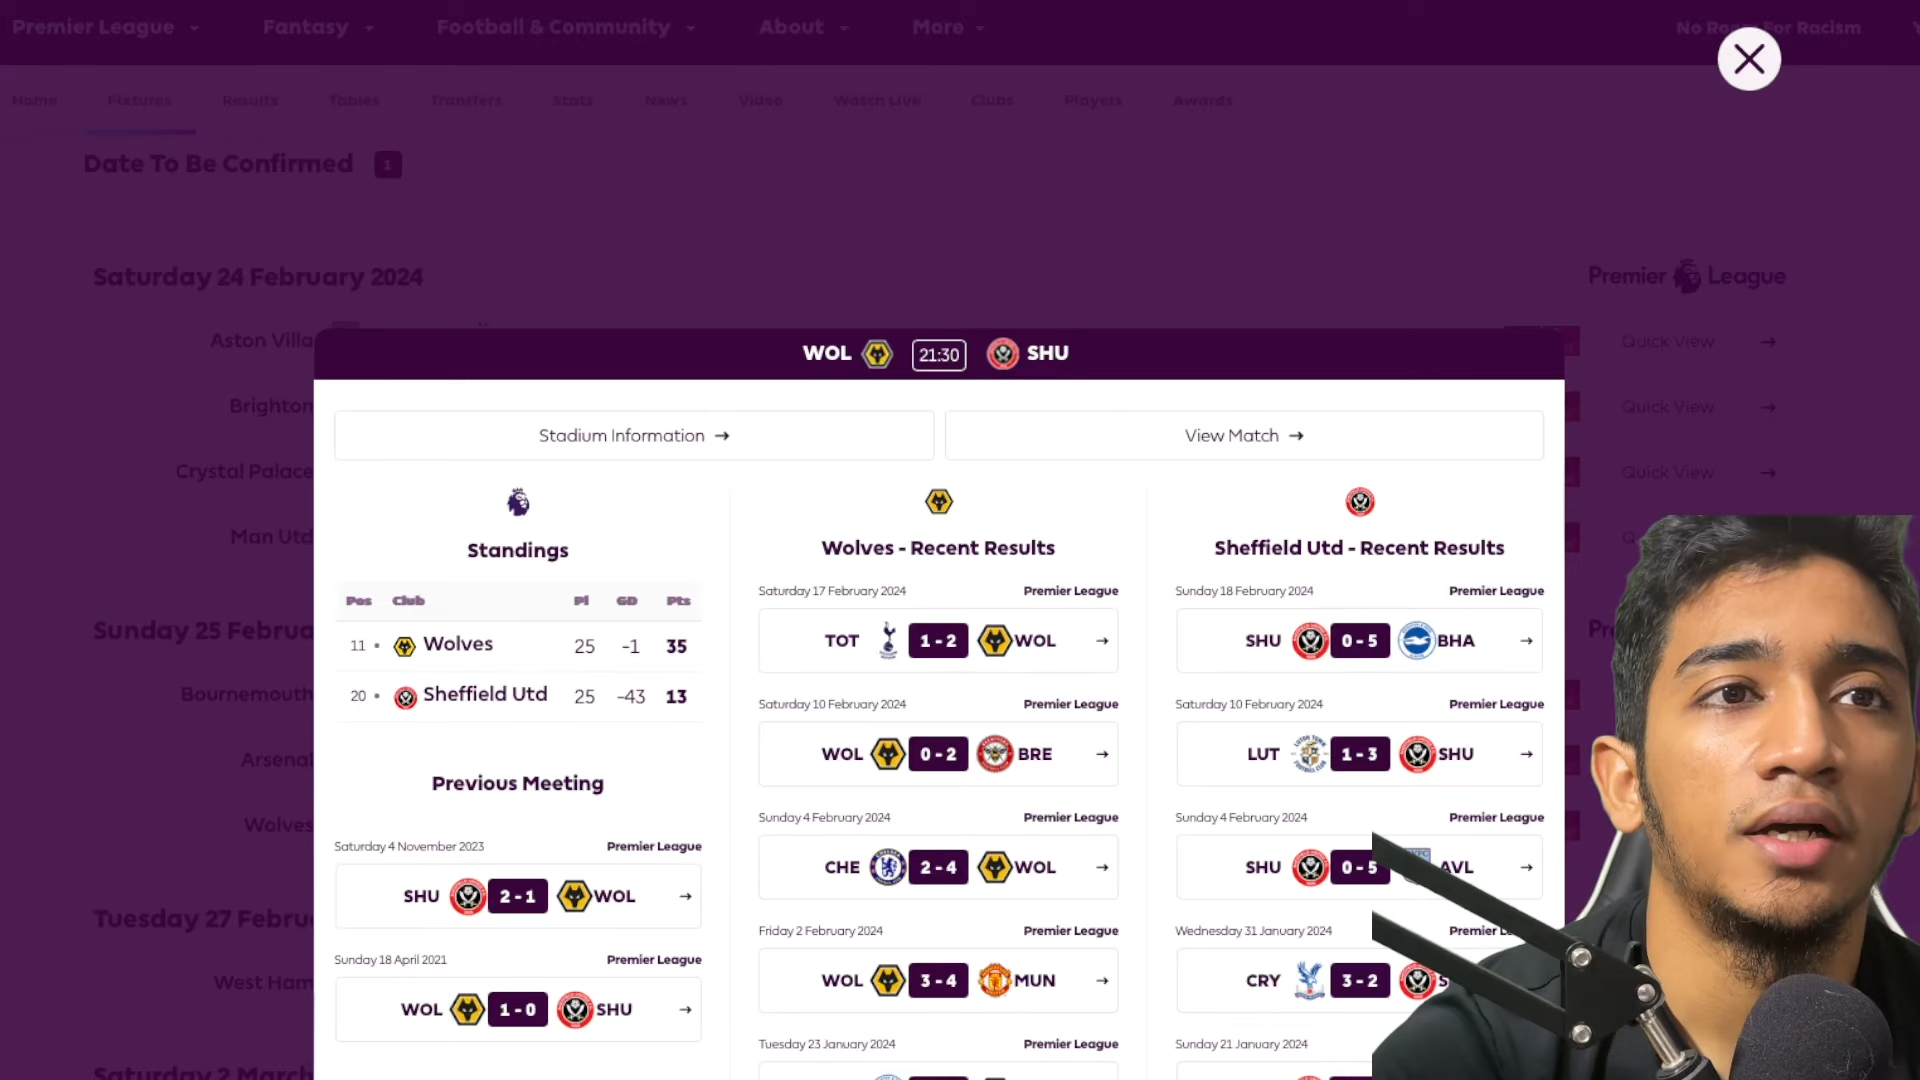 Premier League
Fantasy
Football & Community
About
More
No Room For Racism
Home
Fixtures
Results
Tables
Transfers
Stats
News
Video
Watch Live
Clubs
Players
Awards
Date To Be Confirmed 1
Saturday 24 February 2024
Premier League
Aston Villa
Quick View →
Brighton
Quick View →
Crystal Palace
Quick View →
Man Utd
Sunday 25 Februa
Bournemouth
Arsenal
Wolves
Tuesday 27 Febru
West Ham
Saturday 2 March
WOL 21:30 SHU
Stadium Information →
View Match →
Standings
Pos Club Pl GD Pts
11 Wolves 25 -1 35
20 Sheffield Utd 25 -43 13
Previous Meeting
Saturday 4 November 2023 Premier League
SHU 2 - 1 WOL →
Sunday 18 April 2021 Premier League
WOL 1 - 0 SHU →
Wolves - Recent Results
Saturday 17 February 2024 Premier League
TOT 1 - 2 WOL →
Saturday 10 February 2024 Premier League
WOL 0 - 2 BRE →
Sunday 4 February 2024 Premier League
CHE 2 - 4 WOL →
Friday 2 February 2024 Premier League
WOL 3 - 4 MUN →
Tuesday 23 January 2024 Premier League
Sheffield Utd - Recent Results
Sunday 18 February 2024 Premier League
SHU 0 - 5 BHA →
Saturday 10 February 2024 Premier League
LUT 1 - 3 SHU →
Sunday 4 February 2024 Premier League
SHU 0 - 5 AVL →
Wednesday 31 January 2024 Premier L
CRY 3 - 2 S
Sunday 21 January 2024